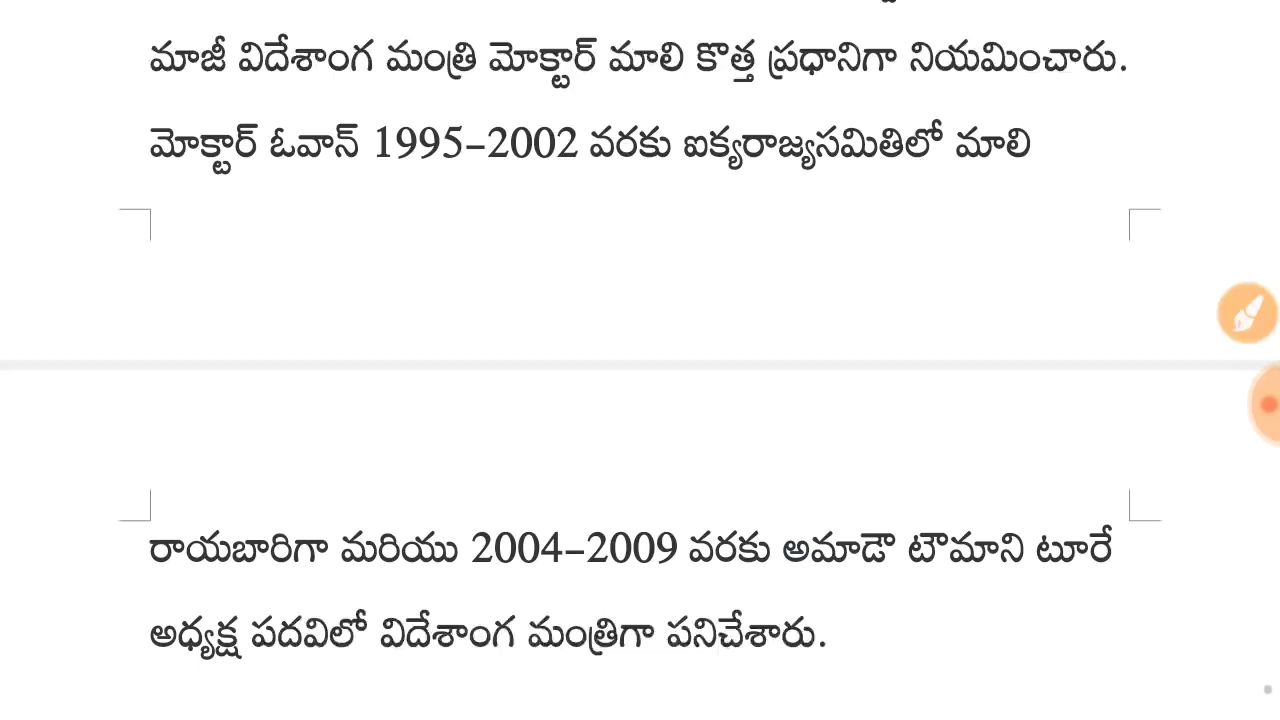 మాజీ విదేశాంగ మంత్రి మోక్టార్ మాలి కొత్త ప్రధానిగా నియమించారు.
మోక్టార్ ఓవాన్ 1995–2002 వరకు ఐక్యరాజ్యసమితిలో మాలి
రాయబారిగా మరియు 2004–2009 వరకు అమాడౌ టౌమాని టూరే
అధ్యక్ష పదవిలో విదేశాంగ మంత్రిగా పనిచేశారు.